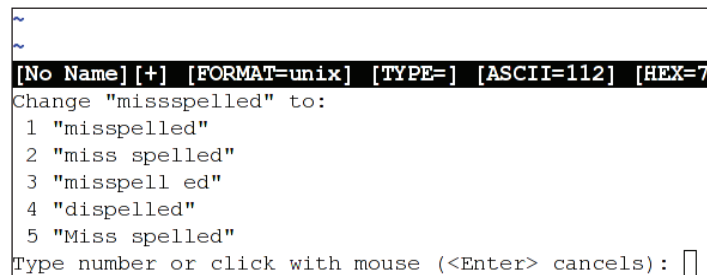 ~
~
[No Name][+] [FORMAT=unix] [TYPE=] [ASCII=112] [HEX=7
Change "missspelled" to:
1 "misspelled"
2 "miss spelled"
3 "misspell ed"
4 "dispelled"
5 "Miss spelled"
Type number or click with mouse (<Enter> cancels):